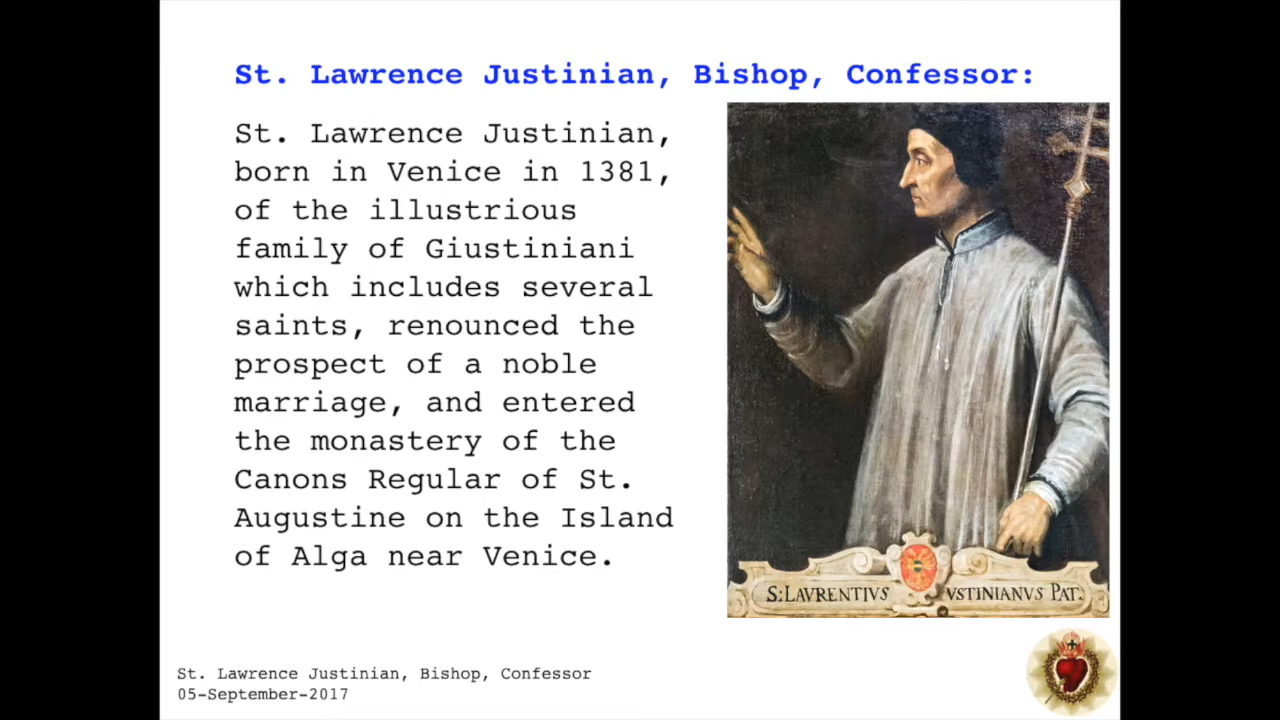 St. Lawrence Justinian, Bishop, Confessor:
St. Lawrence Justinian,
born in Venice in 1381,
of the illustrious
family of Giustiniani
which includes several
saints, renounced the
prospect of a noble
marriage, and entered
the monastery of the
Canons Regular of St.
Augustine on the Island
of Alga near Venice.
S:LAVRENTIVS VSTINIANVS PAT.
St. Lawrence Justinian, Bishop, Confessor
05-September-2017